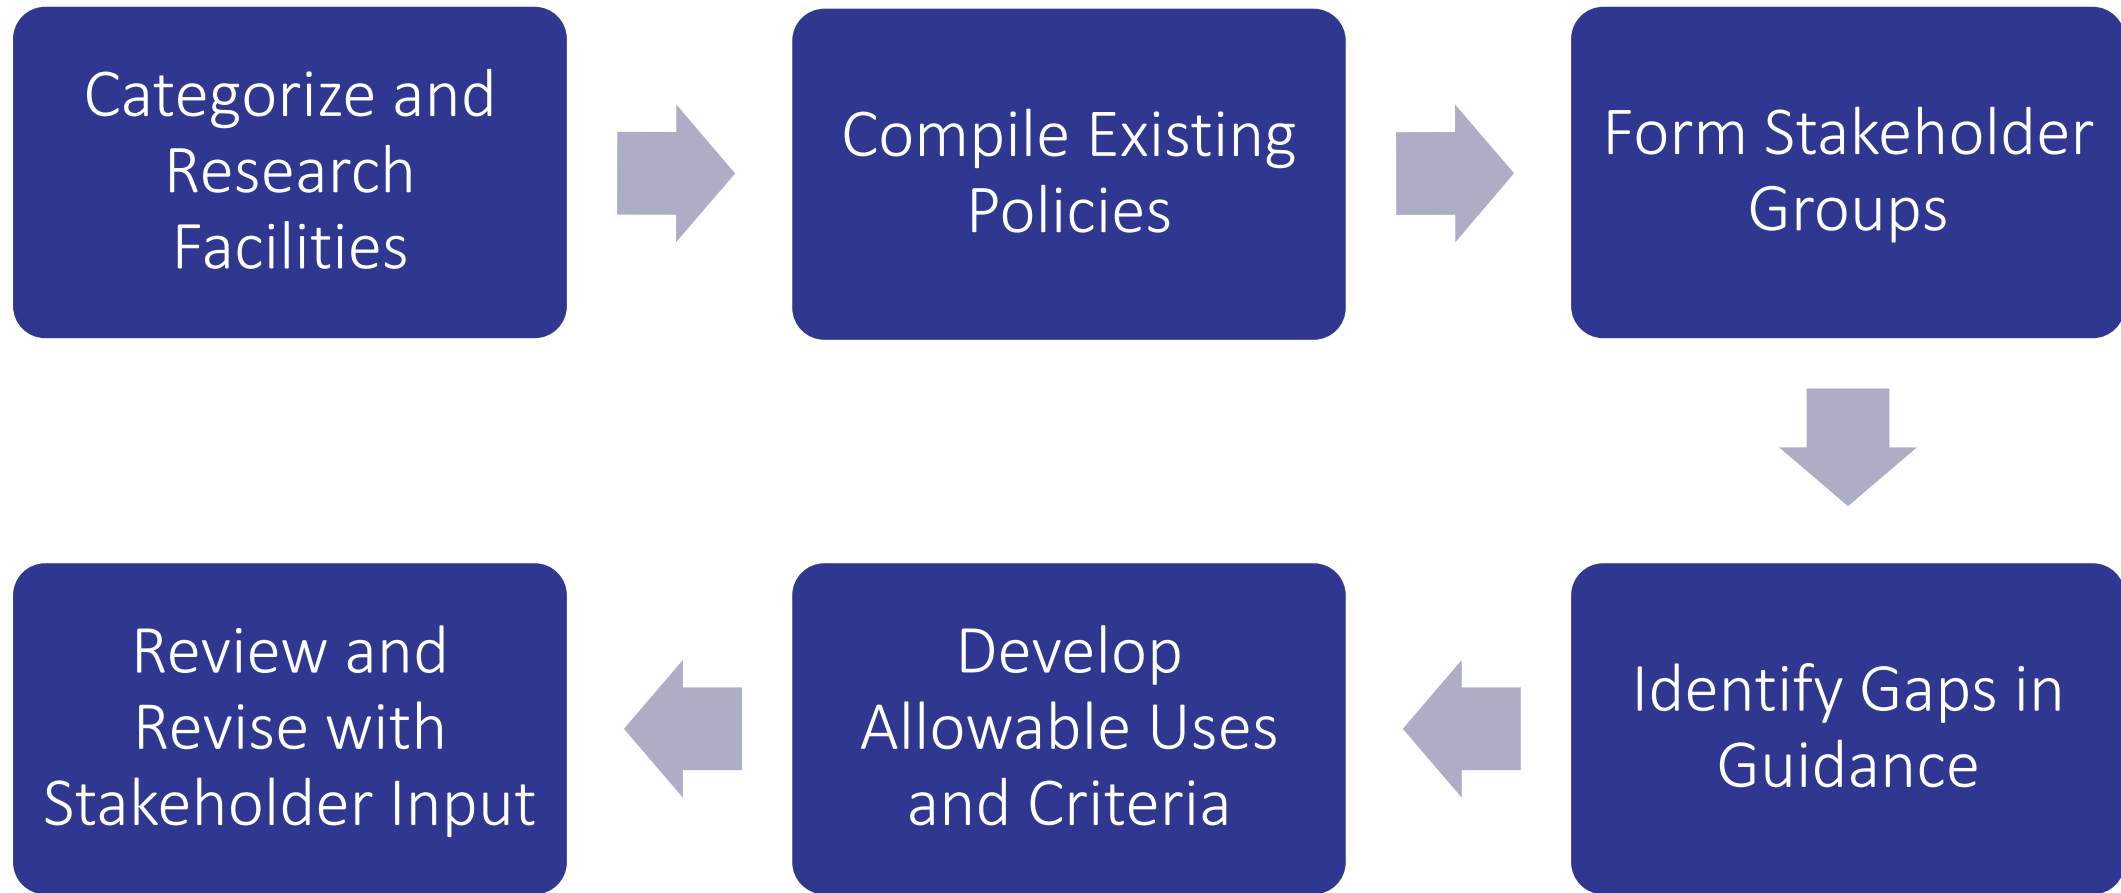 Categorize and
Research
Facilities
Compile Existing
Policies
Form Stakeholder
Groups
Identify Gaps in
Guidance
Develop
Allowable Uses
and Criteria
Review and
Revise with
Stakeholder Input